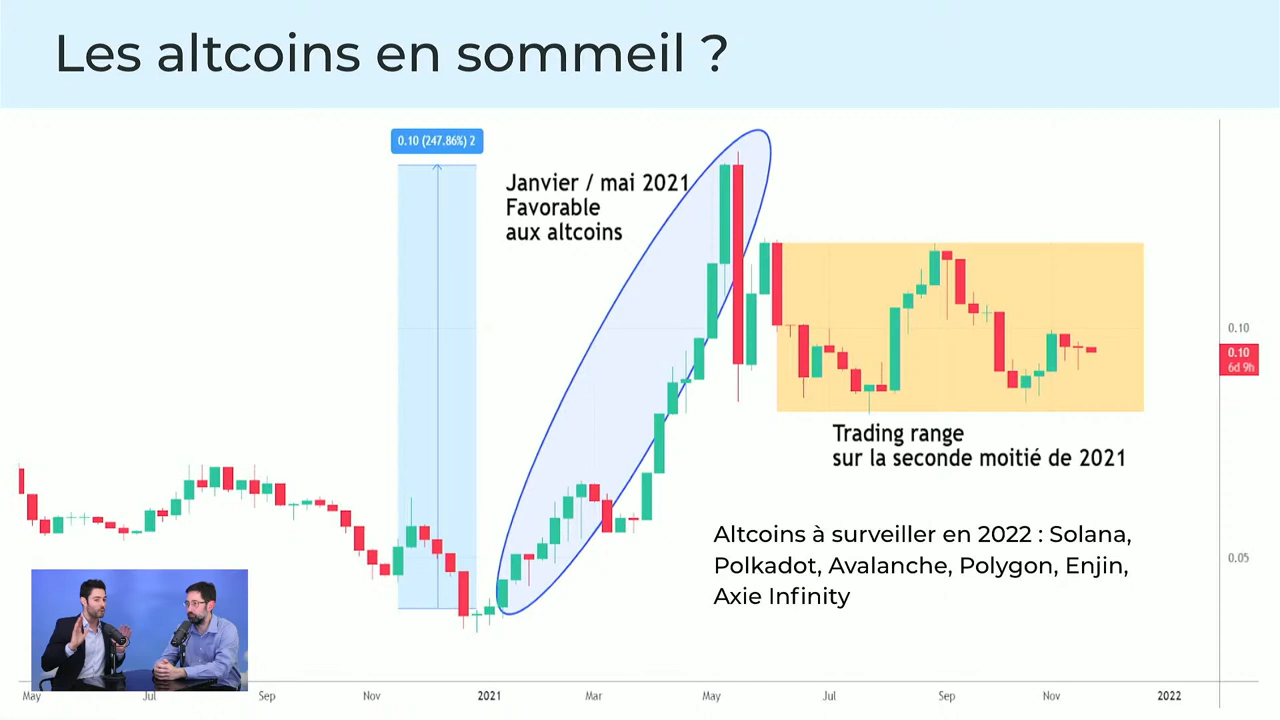 Les altcoins en sommeil ?
0.10 (247.86%) 2
Janvier / mai 2021
Favorable
aux altcoins
0.10
0.10
6d 9h
Trading range
sur la seconde moitié de 2021
Altcoins à surveiller en 2022 : Solana,
Polkadot, Avalanche, Polygon, Enjin,
Axie Infinity
0.05
May
Jul
Sep
Nov
2021
Mar
May
Jul
Sep
Nov
2022